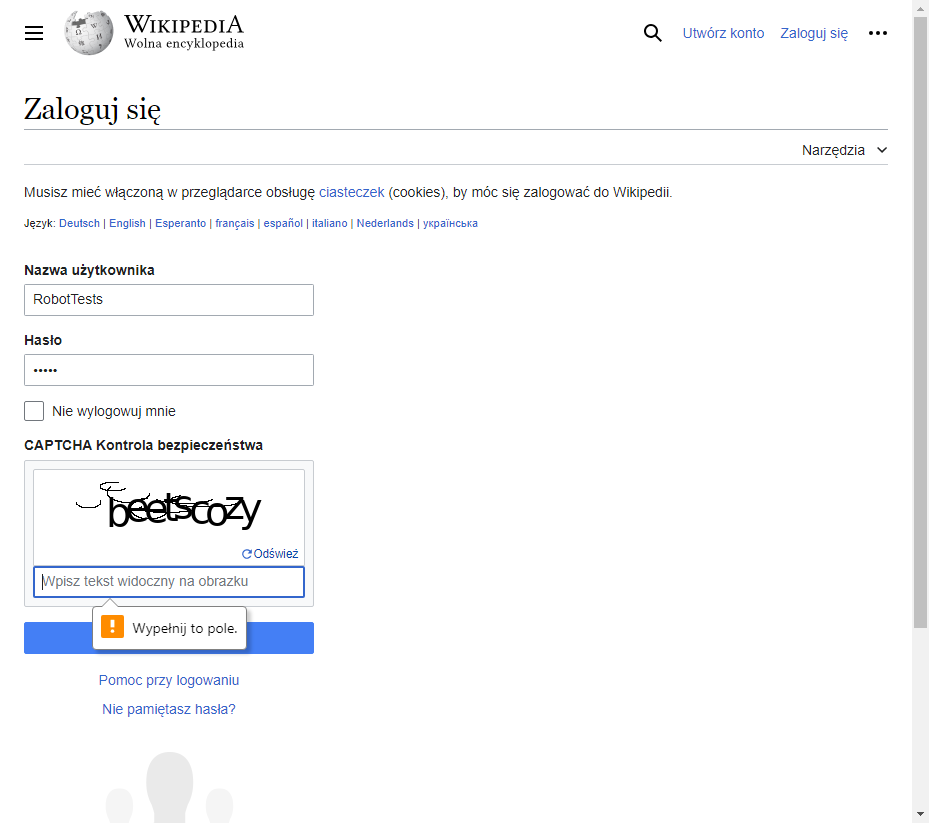 WIKIPEDIA
Wolna encyklopedia
Utwórz konto Zaloguj się
Zaloguj się
Narzędzia
Musisz mieć włączoną w przeglądarce obsługę ciasteczek (cookies), by móc się zalogować do Wikipedii.
Język: Deutsch | English | Esperanto | français | español | italiano | Nederlands | українська
Nazwa użytkownika
RobotTests
Hasło
•••••
Nie wylogowuj mnie
CAPTCHA Kontrola bezpieczeństwa
beetscozy
Odśwież
Wpisz tekst widoczny na obrazku
Wypełnij to pole.
Pomoc przy logowaniu
Nie pamiętasz hasła?